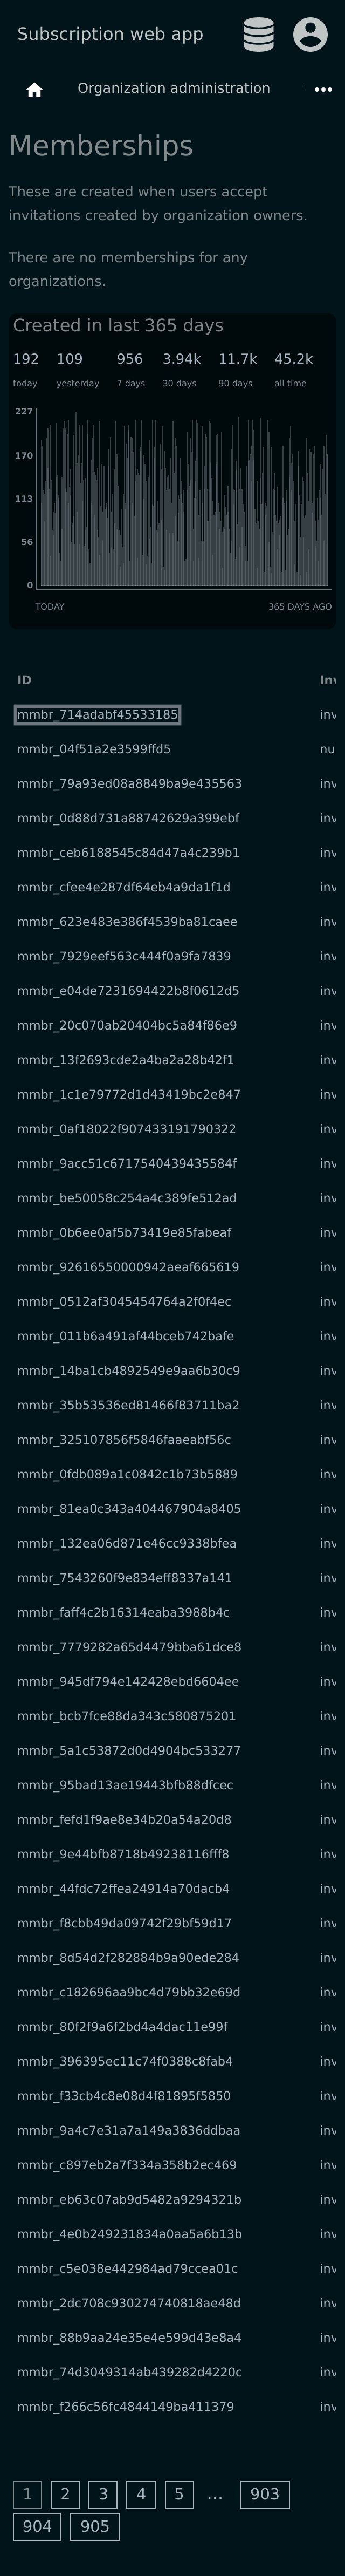 Subscription web app
Organization administration
Memberships
These are created when users accept
invitations created by organization owners.
There are no memberships for any
organizations.
Created in last 365 days
192 109 956 3.94k 11.7k 45.2k
today yesterday 7 days 30 days 90 days all time
227
170
113
56
0
TODAY 365 DAYS AGO
ID Inv
mmbr_714adabf45533185 inv
mmbr_04f51a2e3599ffd5 nu
mmbr_79a93ed08a8849ba9e435563 inv
mmbr_0d88d731a88742629a399ebf inv
mmbr_ceb6188545c84d47a4c239b1 inv
mmbr_cfee4e287df64eb4a9da1f1d inv
mmbr_623e483e386f4539ba81caee inv
mmbr_7929eef563c444f0a9fa7839 inv
mmbr_e04de7231694422b8f0612d5 inv
mmbr_20c070ab20404bc5a84f86e9 inv
mmbr_13f2693cde2a4ba2a28b42f1 inv
mmbr_1c1e79772d1d43419bc2e847 inv
mmbr_0af18022f907433191790322 inv
mmbr_9acc51c6717540439435584f inv
mmbr_be50058c254a4c389fe512ad inv
mmbr_0b6ee0af5b73419e85fabeaf inv
mmbr_92616550000942aeaf665619 inv
mmbr_0512af3045454764a2f0f4ec inv
mmbr_011b6a491af44bceb742bafe inv
mmbr_14ba1cb4892549e9aa6b30c9 inv
mmbr_35b53536ed81466f83711ba2 inv
mmbr_325107856f5846faaeabf56c inv
mmbr_0fdb089a1c0842c1b73b5889 inv
mmbr_81ea0c343a404467904a8405 inv
mmbr_132ea06d871e46cc9338bfea inv
mmbr_7543260f9e834eff8337a141 inv
mmbr_faff4c2b16314eaba3988b4c inv
mmbr_7779282a65d4479bba61dce8 inv
mmbr_945df794e142428ebd6604ee inv
mmbr_bcb7fce88da343c580875201 inv
mmbr_5a1c53872d0d4904bc533277 inv
mmbr_95bad13ae19443bfb88dfcec inv
mmbr_fefd1f9ae8e34b20a54a20d8 inv
mmbr_9e44bfb8718b49238116fff8 inv
mmbr_44fdc72ffea24914a70dacb4 inv
mmbr_f8cbb49da09742f29bf59d17 inv
mmbr_8d54d2f282884b9a90ede284 inv
mmbr_c182696aa9bc4d79bb32e69d inv
mmbr_80f2f9a6f2bd4a4dac11e99f inv
mmbr_396395ec11c74f0388c8fab4 inv
mmbr_f33cb4c8e08d4f81895f5850 inv
mmbr_9a4c7e31a7a149a3836ddbaa inv
mmbr_c897eb2a7f334a358b2ec469 inv
mmbr_eb63c07ab9d5482a9294321b inv
mmbr_4e0b249231834a0aa5a6b13b inv
mmbr_c5e038e442984ad79ccea01c inv
mmbr_2dc708c930274740818ae48d inv
mmbr_88b9aa24e35e4e599d43e8a4 inv
mmbr_74d3049314ab439282d4220c inv
mmbr_f266c56fc4844149ba411379 inv
1 2 3 4 5 … 903
904 905